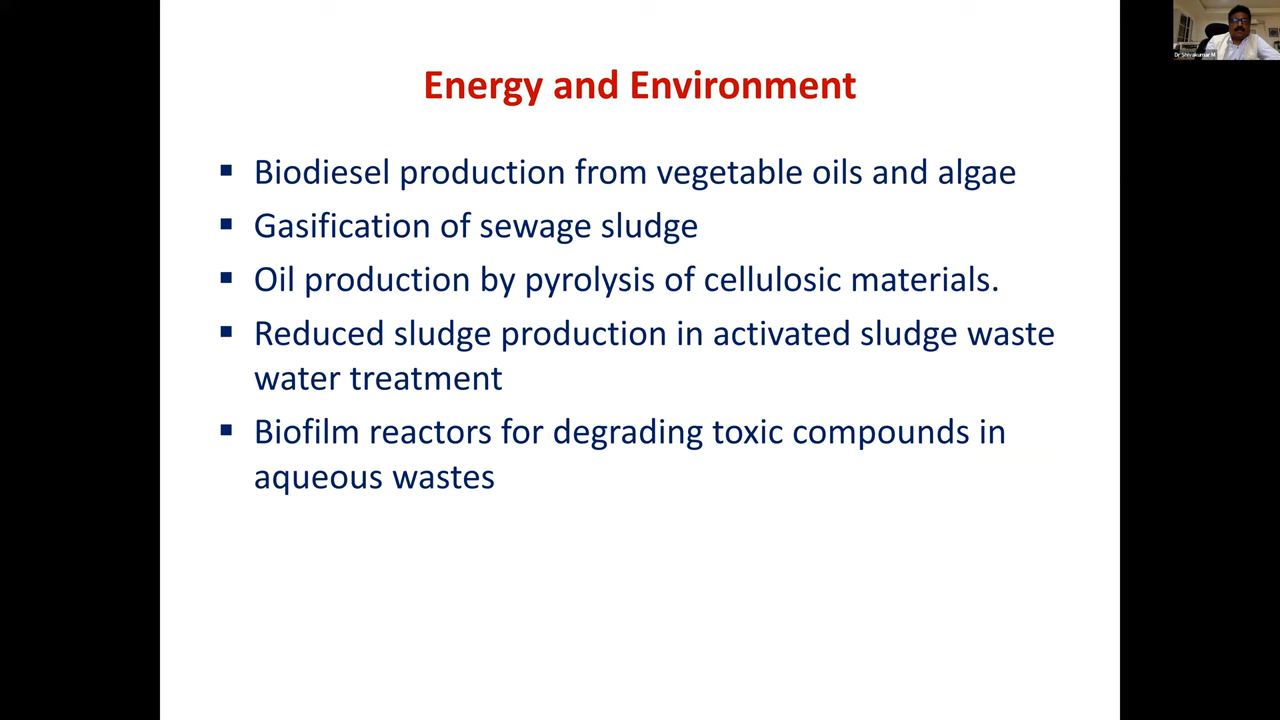 Energy and Environment
▪ Biodiesel production from vegetable oils and algae
▪ Gasification of sewage sludge
▪ Oil production by pyrolysis of cellulosic materials.
▪ Reduced sludge production in activated sludge waste
water treatment
▪ Biofilm reactors for degrading toxic compounds in
aqueous wastes
Dr Shivakumar M